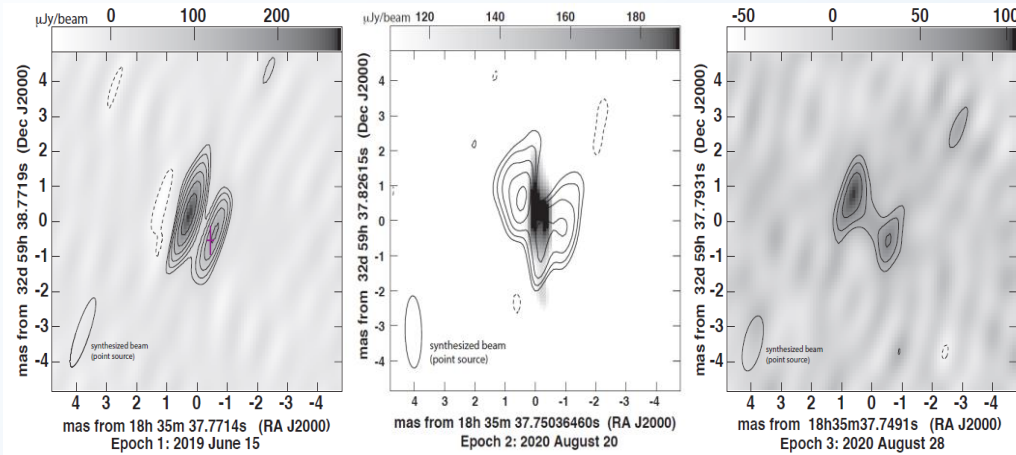 μJy/beam 0 100 200
4
3
2
1
0
-1
-2
-3
-4
mas from 32d 59h 38.7719s (Dec J2000)
synthesized beam
(point source)
4 3 2 1 0 -1 -2 -3 -4
mas from 18h 35m 37.7714s (RA J2000)
Epoch 1: 2019 June 15
μJy/beam 120 140 160 180
4
3
2
1
0
-1
-2
-3
-4
mas from 32d 59h 37.82615s (Dec J2000)
synthesized beam
(point source)
4 3 2 1 0 -1 -2 -3 -4
mas from 18h 35m 37.75036460s (RA J2000)
Epoch 2: 2020 August 20
-50 0 50 100
4
3
2
1
0
-1
-2
-3
-4
mas from 32d 59h 37.7931s (Dec J2000)
synthesized beam
(point source)
4 3 2 1 0 -1 -2 -3 -4
mas from 18h35m37.7491s (RA J2000)
Epoch 3: 2020 August 28